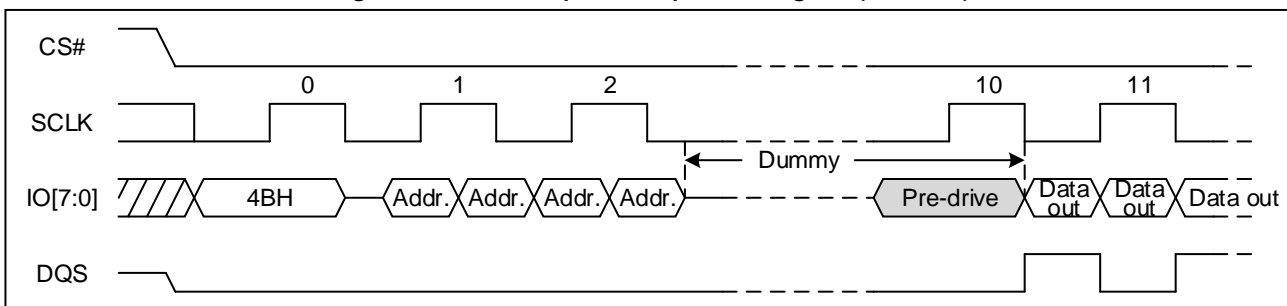 CS#
0 1 2 10 11
SCLK
Dummy
IO[7:0] 4BH Addr. Addr. Addr. Addr. Pre-drive Data out Data out Data out
DQS